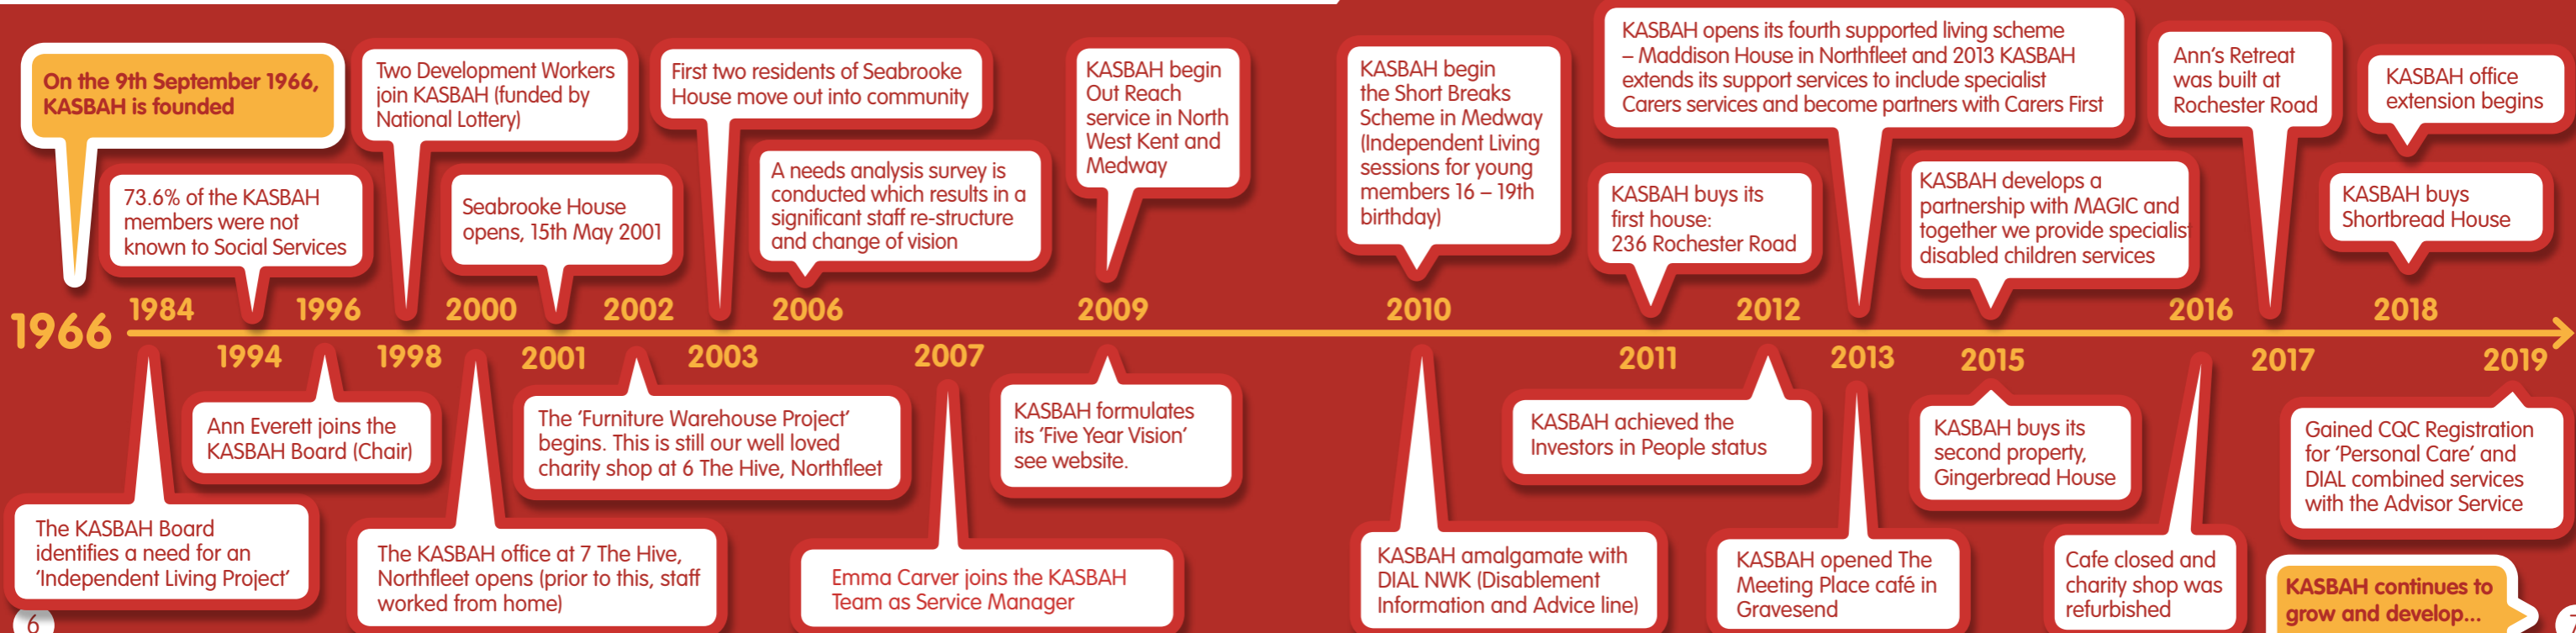 On the 9th September 1966,
KASBAH is founded
Two Development Workers
join KASBAH (funded by
National Lottery)
First two residents of Seabrooke
House move out into community
KASBAH begin
Out Reach
service in North
West Kent and
Medway
KASBAH begin
the Short Breaks
Scheme in Medway
(Independent Living
sessions for young
members 16 – 19th
birthday)
KASBAH opens its fourth supported living scheme
– Maddison House in Northfleet and 2013 KASBAH
extends its support services to include specialist
Carers services and become partners with Carers First
Ann's Retreat
was built at
Rochester Road
KASBAH office
extension begins
73.6% of the KASBAH
members were not
known to Social Services
Seabrooke House
opens, 15th May 2001
A needs analysis survey is
conducted which results in a
significant staff re-structure
and change of vision
KASBAH buys its
first house:
236 Rochester Road
KASBAH develops a
partnership with MAGIC and
together we provide specialist
disabled children services
KASBAH buys
Shortbread House
1966
1984
1996
2000
2002
2006
2009
2010
2012
2016
2018
1994
1998
2001
2003
2007
2011
2013
2015
2017
2019
Ann Everett joins the
KASBAH Board (Chair)
The 'Furniture Warehouse Project'
begins. This is still our well loved
charity shop at 6 The Hive, Northfleet
KASBAH formulates
its 'Five Year Vision'
see website.
KASBAH achieved the
Investors in People status
KASBAH buys its
second property,
Gingerbread House
Gained CQC Registration
for 'Personal Care' and
DIAL combined services
with the Advisor Service
The KASBAH Board
identifies a need for an
'Independent Living Project'
The KASBAH office at 7 The Hive,
Northfleet opens (prior to this, staff
worked from home)
Emma Carver joins the KASBAH
Team as Service Manager
KASBAH amalgamate with
DIAL NWK (Disablement
Information and Advice line)
KASBAH opened The
Meeting Place café in
Gravesend
Cafe closed and
charity shop was
refurbished
KASBAH continues to
grow and develop...
6
7